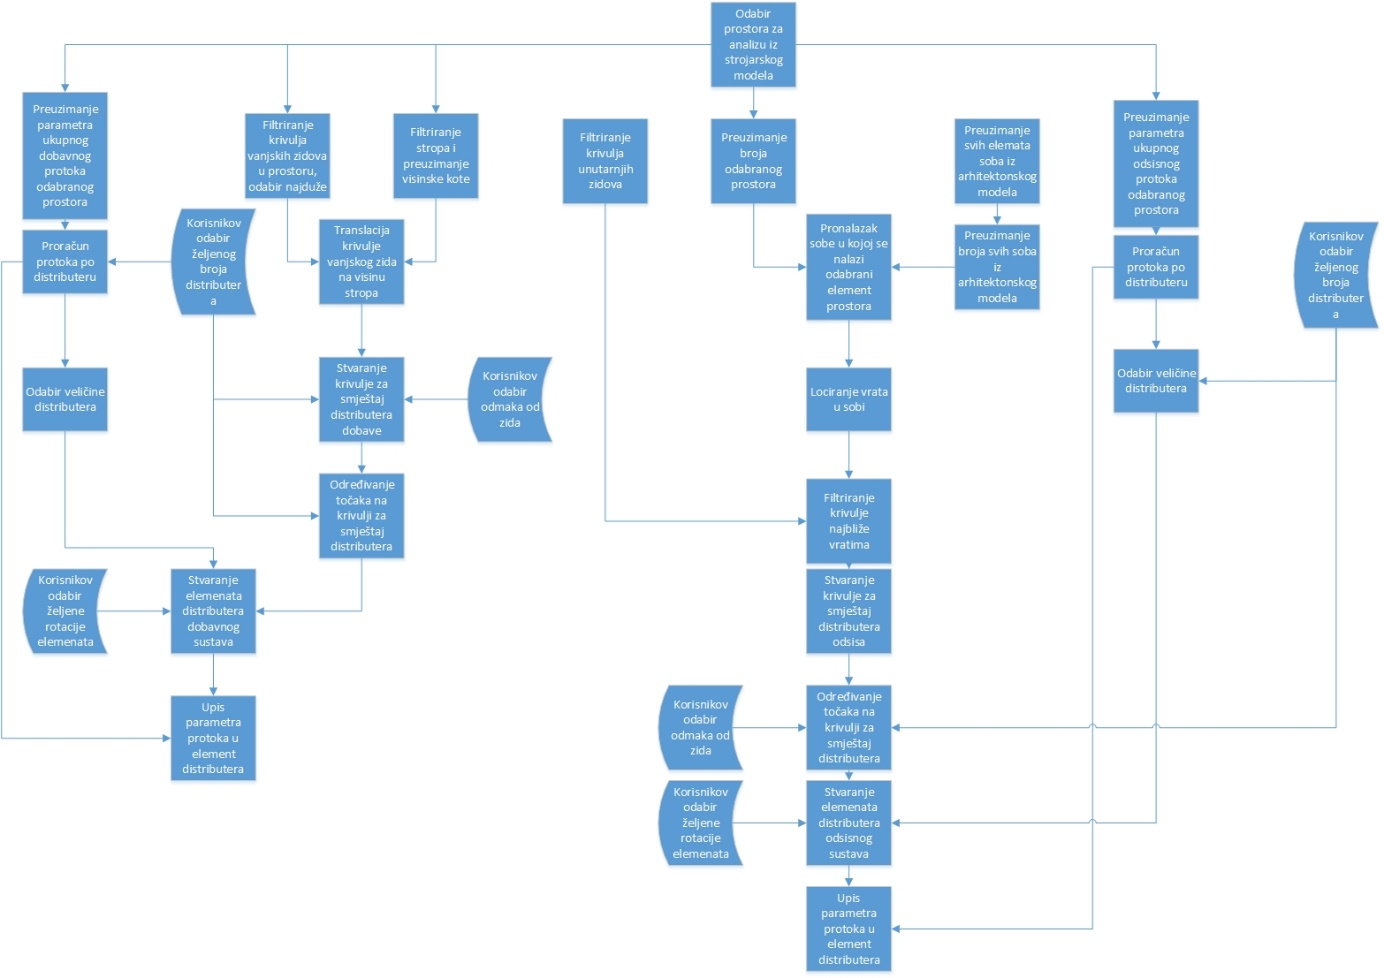 Odabir
prostora za
analizu iz
strojarskog
modela
Preuzimanje
parametra
ukupnog
dobavnog
protoka
odabranog
prostora
Filtriranje
krivulja
vanjskih zidova
u prostoru,
odabir najduže
Filtriranje
stropa i
preuzimanje
visinske kote
Filtriranje
krivulja
unutarnjih
zidova
Preuzimanje
broja
odabranog
prostora
Preuzimanje
svih elemata
soba iz
arhitektonskog
modela
Preuzimanje
parametra
ukupnog
odsisnog
protoka
odabranog
prostora
Proračun
protoka po
distributeru
Korisnikov
odabir
željenog
broja
distributer
a
Translacija
krivulje
vanjskog zida
na visinu
stropa
Pronalazak
sobe u kojoj se
nalazi
odabrani
element
prostora
Preuzimanje
broja svih soba
iz
arhitektonskog
modela
Proračun
protoka po
distributeru
Korisnikov
odabir
željenog
broja
distributer
a
Odabir veličine
distributera
Stvaranje
krivulje za
smještaj
distributera
dobave
Korisnikov
odabir
odmaka od
zida
Lociranje vrata
u sobi
Odabir veličine
distributera
Određivanje
točaka na
krivulji za
smještaj
distributera
Filtriranje
krivulje
najbliže
vratima
Korisnikov
odabir
željene
rotacije
elemenata
Stvaranje
elemenata
distributera
dobavnog
sustava
Stvaranje
krivulje za
smještaj
distributera
odsisa
Upis
parametra
protoka u
element
distributera
Korisnikov
odabir
odmaka od
zida
Određivanje
točaka na
krivulji za
smještaj
distributera
Korisnikov
odabir
željene
rotacije
elemenata
Stvaranje
elemenata
distributera
odsisnog
sustava
Upis
parametra
protoka u
element
distributera